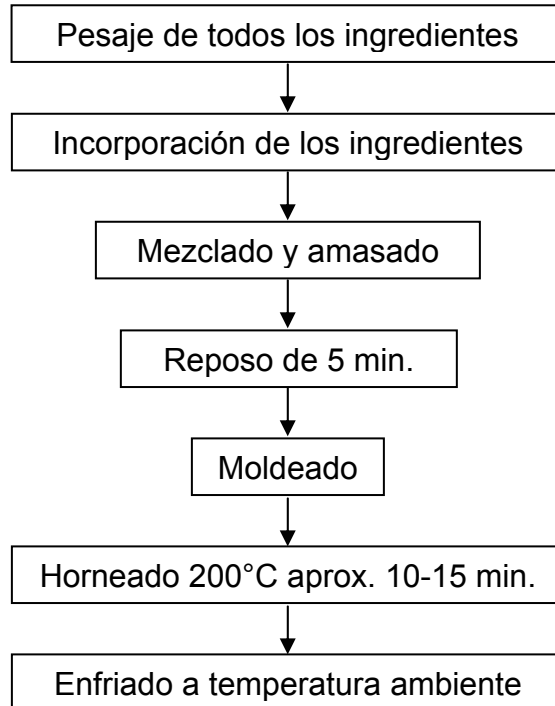 Pesaje de todos los ingredientes
Incorporación de los ingredientes
Mezclado y amasado
Reposo de 5 min.
Moldeado
Horneado 200°C aprox. 10-15 min.
Enfriado a temperatura ambiente